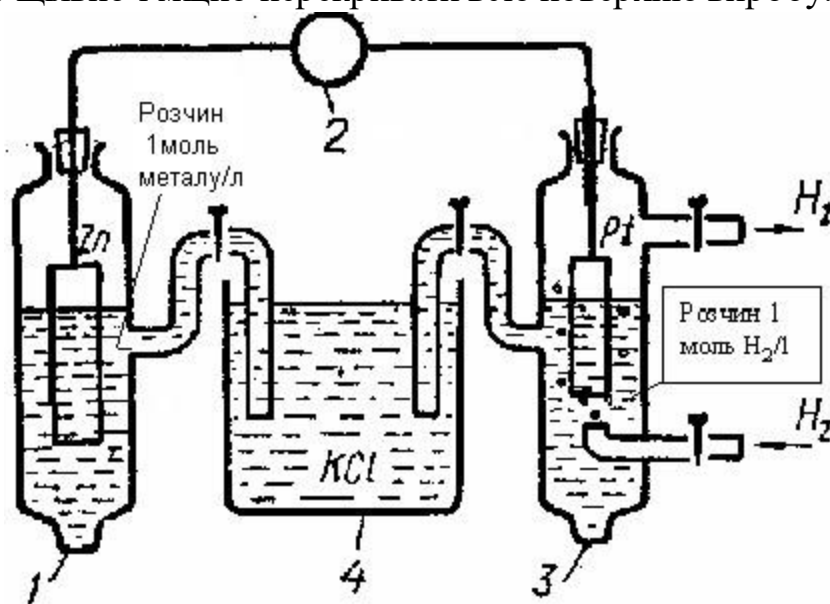 2
Розчин
1моль
металу/л
Zn
Pt
H₂
Розчин 1
моль H₂/l
H₂
KCl
1
4
3